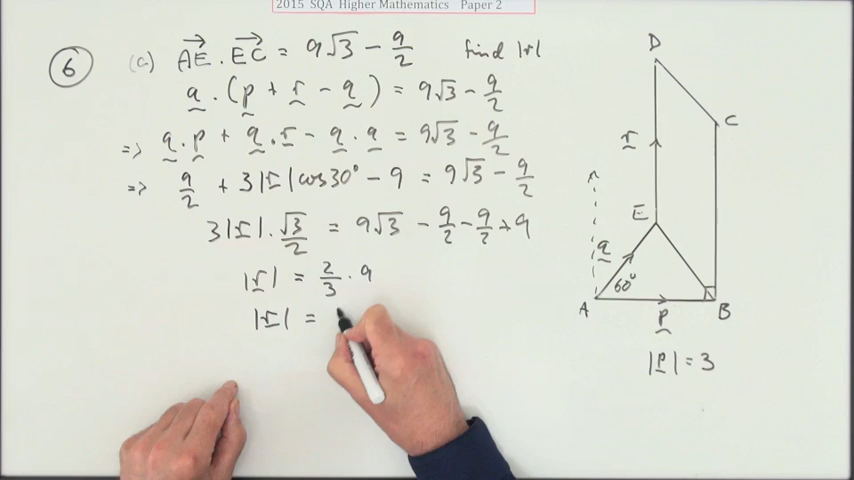 2015 SQA Higher Mathematics Paper 2
6 (c) AE . EC = 9√3 − 9/2 find |r|
q . (p + r − q) = 9√3 − 9/2
=> q . p + q . r − q . q = 9√3 − 9/2
=> 9/2 + 3|r| cos30° − 9 = 9√3 − 9/2
3|r| . √3/2 = 9√3 − 9/2 − 9/2 + 9
|r| = 2/3 . 9
|r| =
D
C
r
E
q
60°
A
p
B
|p| = 3